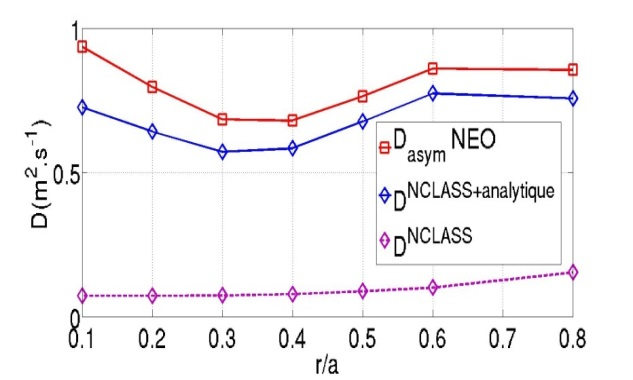 1
0.5
0
D(m².s⁻¹)
0.1 0.2 0.3 0.4 0.5 0.6 0.7 0.8
r/a
D_asym NEO
D^NCLASS+analytique
D^NCLASS